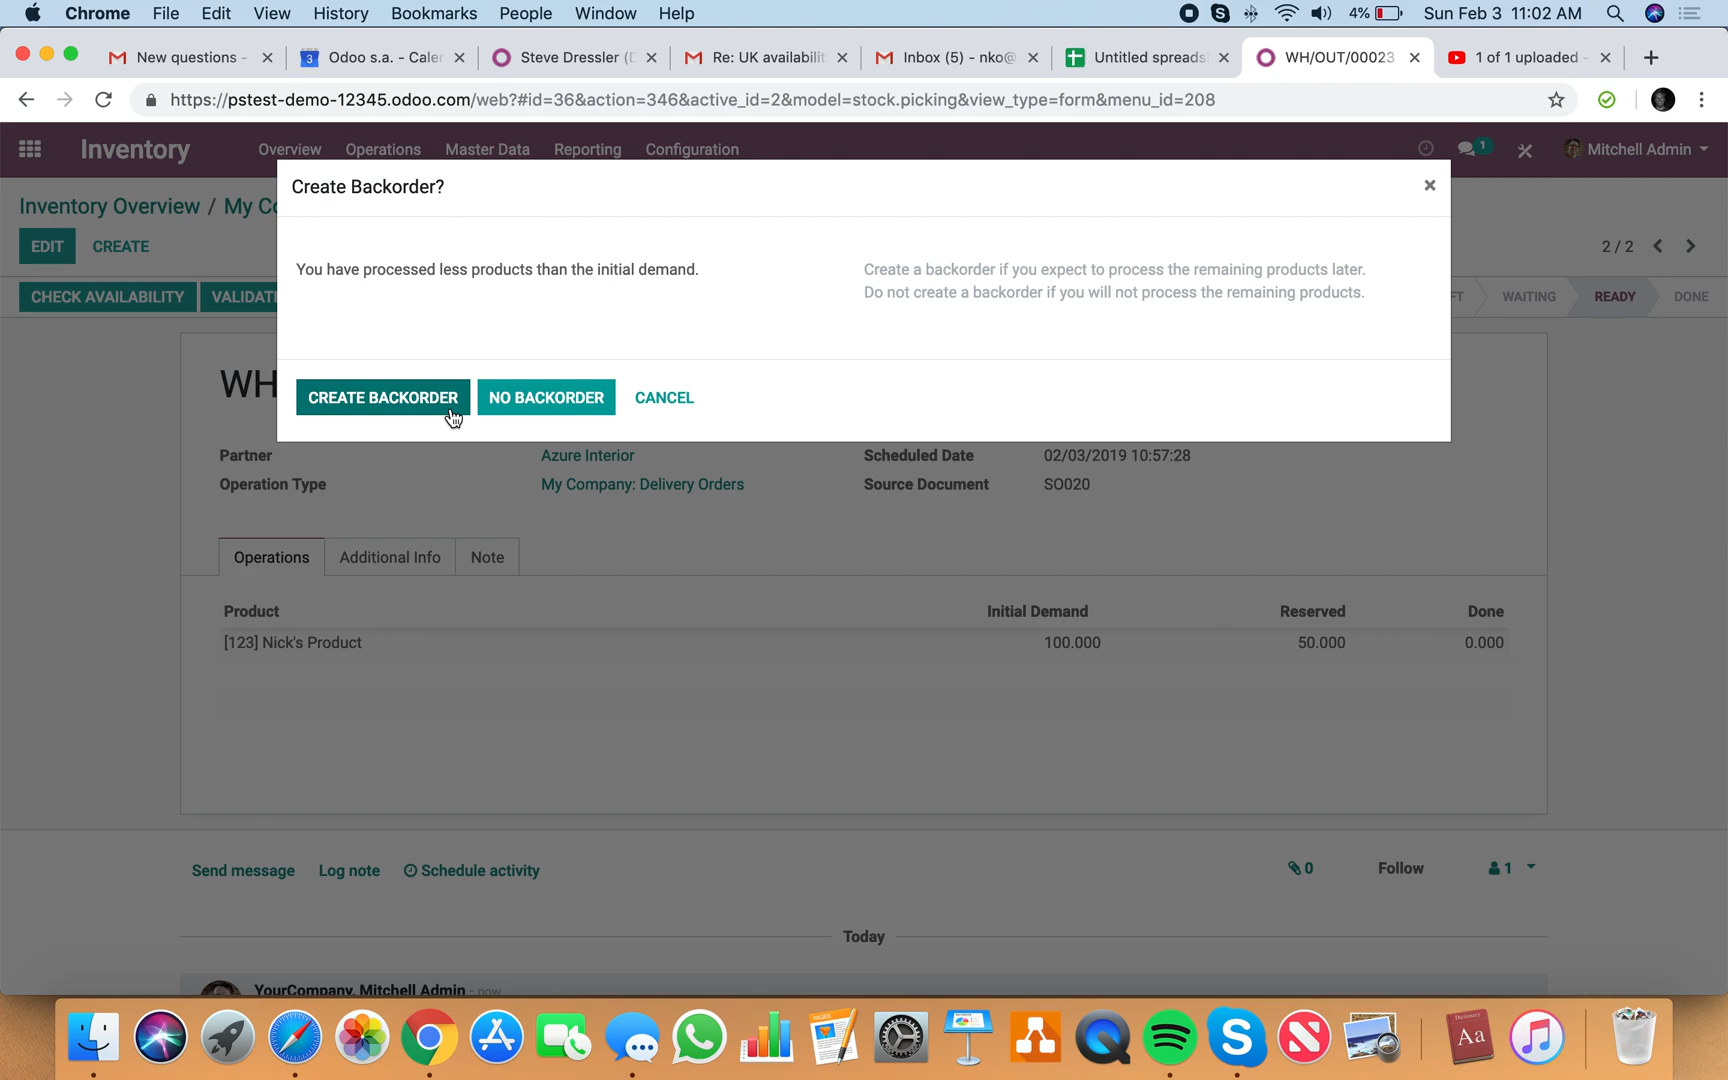 Chrome File Edit View History Bookmarks People Window Help 4% Sun Feb 3 11:02 AM
New questions - Odoo s.a. - Caler Steve Dressler (D Re: UK availabilit Inbox (5) - nko@ Untitled spreads WH/OUT/00023 1 of 1 uploaded -
https://pstest-demo-12345.odoo.com/web?#id=36&action=346&active_id=2&model=stock.picking&view_type=form&menu_id=208
Inventory Overview Operations Master Data Reporting Configuration 1 Mitchell Admin
Create Backorder?
Inventory Overview / My Co
EDIT CREATE 2 / 2
You have processed less products than the initial demand.
Create a backorder if you expect to process the remaining products later.
Do not create a backorder if you will not process the remaining products.
CHECK AVAILABILITY VALIDATE WAITING READY DONE
WH
CREATE BACKORDER NO BACKORDER CANCEL
Partner Azure Interior Scheduled Date 02/03/2019 10:57:28
Operation Type My Company: Delivery Orders Source Document SO020
Operations Additional Info Note
Product Initial Demand Reserved Done
[123] Nick's Product 100.000 50.000 0.000
Send message Log note Schedule activity 0 Follow 1
Today
YourCompany, Mitchell Admin - now
Aa